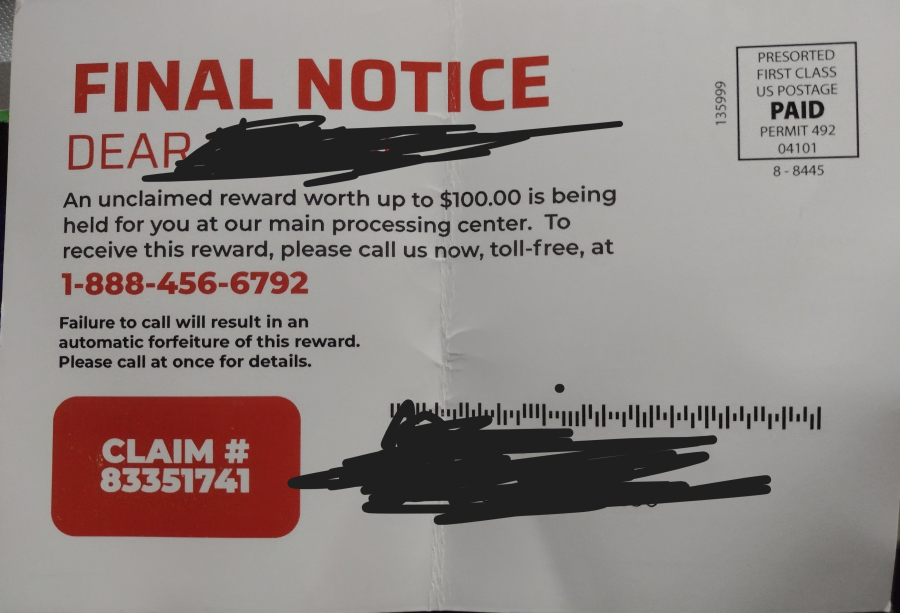 FINAL NOTICE
DEAR
An unclaimed reward worth up to $100.00 is being
held for you at our main processing center. To
receive this reward, please call us now, toll-free, at
1-888-456-6792
Failure to call will result in an
automatic forfeiture of this reward.
Please call at once for details.
CLAIM #
83351741
135999
PRESORTED
FIRST CLASS
US POSTAGE
PAID
PERMIT 492
04101
8 - 8445